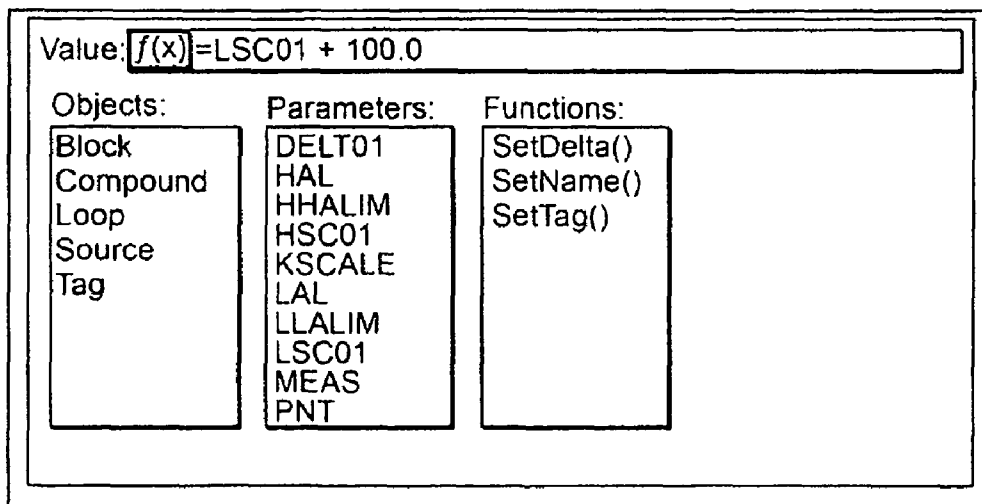 Value: f(x) =LSC01 + 100.0
Objects:
Block
Compound
Loop
Source
Tag
Parameters:
DELT01
HAL
HHALIM
HSC01
KSCALE
LAL
LLALIM
LSC01
MEAS
PNT
Functions:
SetDelta()
SetName()
SetTag()